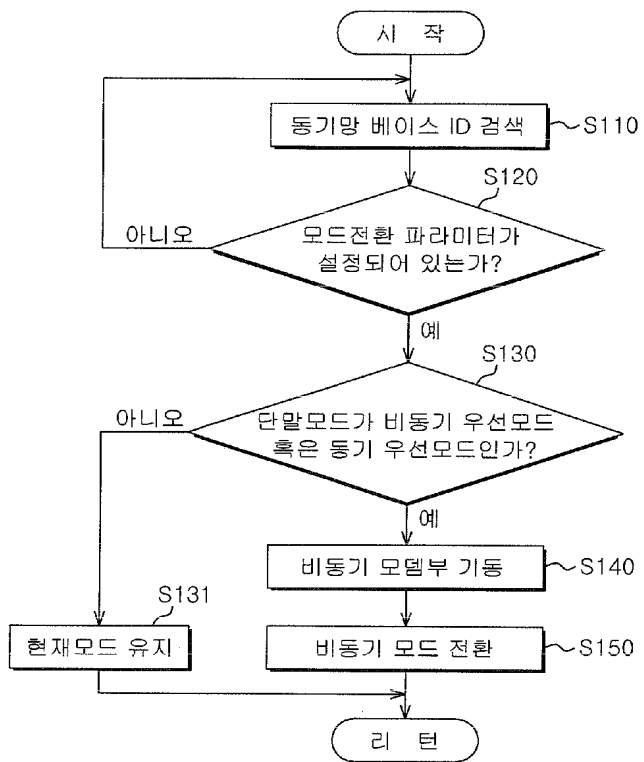 시 작
동기망 베이스 ID 검색
S110
S120
아니오
모드전환 파라미터가
설정되어 있는가?
예
S130
아니오
단말모드가 비동기 우선모드
혹은 동기 우선모드인가?
예
비동기 모뎀부 기동
S140
S131
현재모드 유지
비동기 모드 전환
S150
리 턴